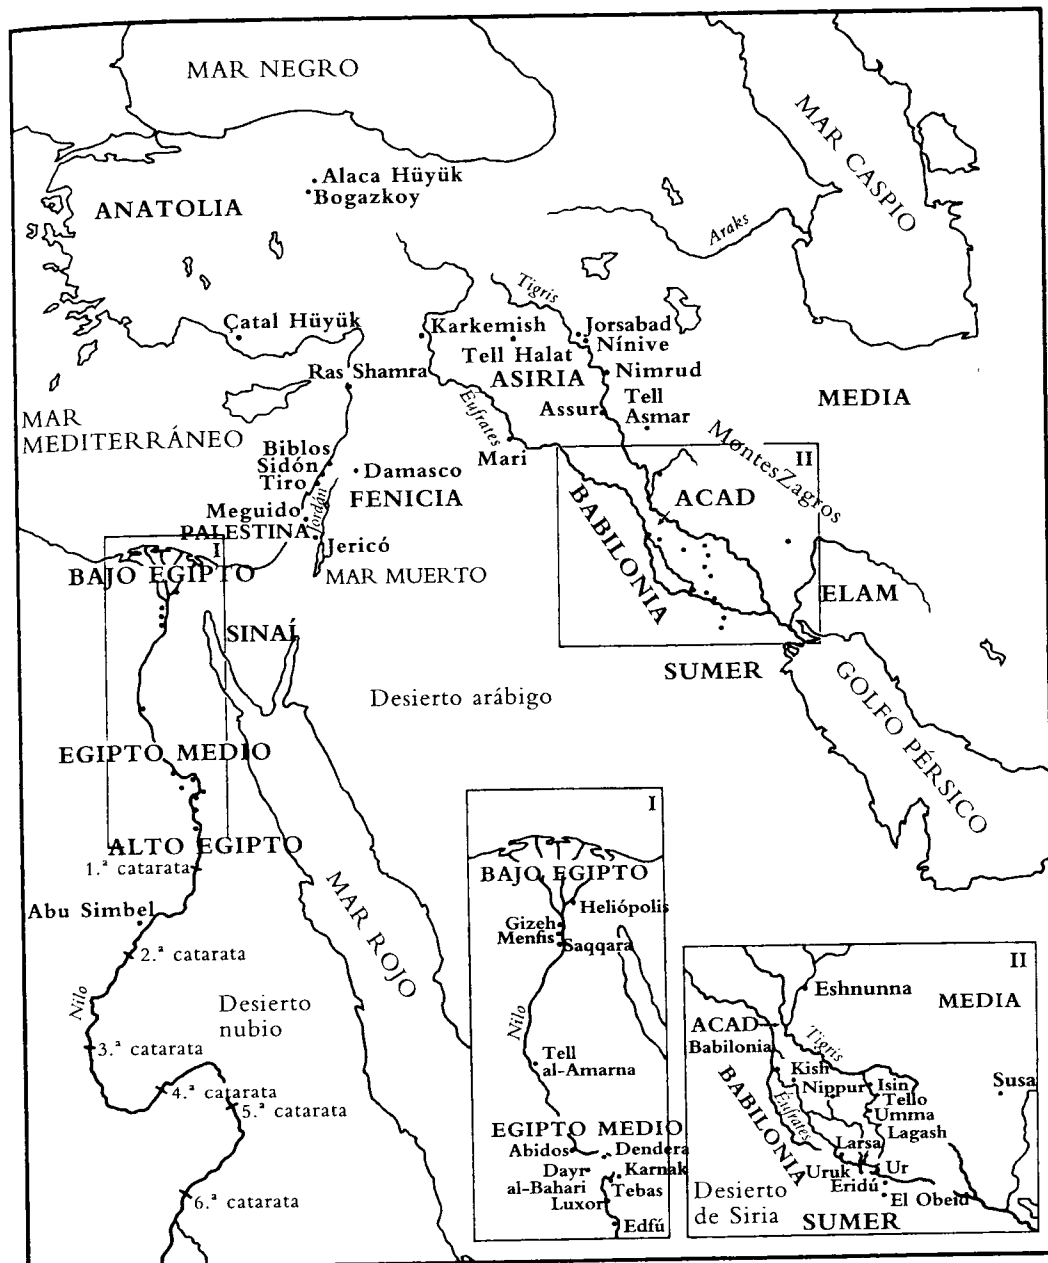 MAR NEGRO
MAR CASPIO
Alaca Hüyük
Bogazkoy
ANATOLIA
Araks
Tigris
Çatal Hüyük
Karkemish
Jorsabad
Nínive
Tell Halat
Ras Shamra
ASIRIA
Nimrud
MEDIA
Assur
Tell
Asmar
Éufrates
MAR
MEDITERRÁNEO
Montes Zagros
Biblos
Sidón
Tiro
Mari
II
Damasco
FENICIA
ACAD
BABILONIA
Meguido
Jordán
PALESTINA
Jericó
I
BAJO EGIPTO
MAR MUERTO
ELAM
SINAÍ
SUMER
GOLFO PÉRSICO
Desierto arábigo
EGIPTO MEDIO
ALTO EGIPTO
1.ª catarata
MAR ROJO
Abu Simbel
2.ª catarata
Nilo
Desierto
nubio
3.ª catarata
4.ª catarata
5.ª catarata
6.ª catarata
I
BAJO EGIPTO
Heliópolis
Gizeh
Menfis
Saqqara
Nilo
Tell
al-Amarna
EGIPTO MEDIO
Abidos
Dendera
Dayr
al-Bahari
Karnak
Tebas
Luxor
Edfú
II
Eshnunna
MEDIA
ACAD
Babilonia
Tigris
Kish
Nippur
Isin
Susa
Tello
Umma
BABILONIA
Éufrates
Lagash
Larsa
Uruk
Ur
Eridú
El Obeid
Desierto
de Siria
SUMER